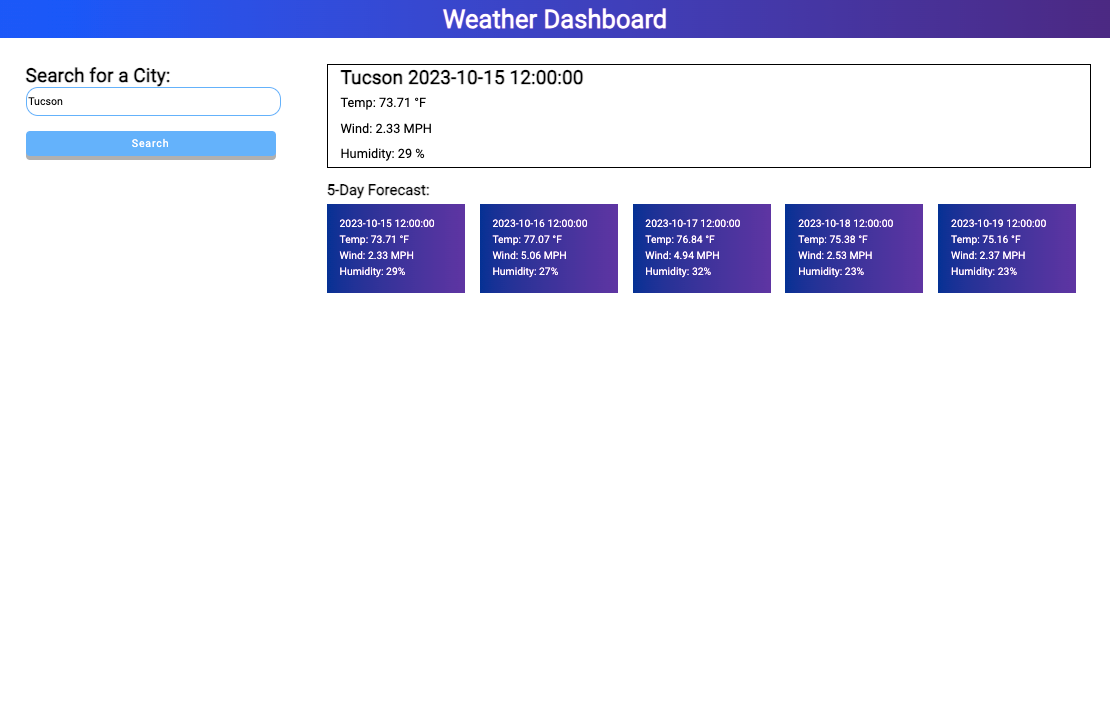 Weather Dashboard
Search for a City:
Tucson
Search
Tucson 2023-10-15 12:00:00
Temp: 73.71 °F
Wind: 2.33 MPH
Humidity: 29 %
5-Day Forecast:
2023-10-15 12:00:00
Temp: 73.71 °F
Wind: 2.33 MPH
Humidity: 29%
2023-10-16 12:00:00
Temp: 77.07 °F
Wind: 5.06 MPH
Humidity: 27%
2023-10-17 12:00:00
Temp: 76.84 °F
Wind: 4.94 MPH
Humidity: 32%
2023-10-18 12:00:00
Temp: 75.38 °F
Wind: 2.53 MPH
Humidity: 23%
2023-10-19 12:00:00
Temp: 75.16 °F
Wind: 2.37 MPH
Humidity: 23%